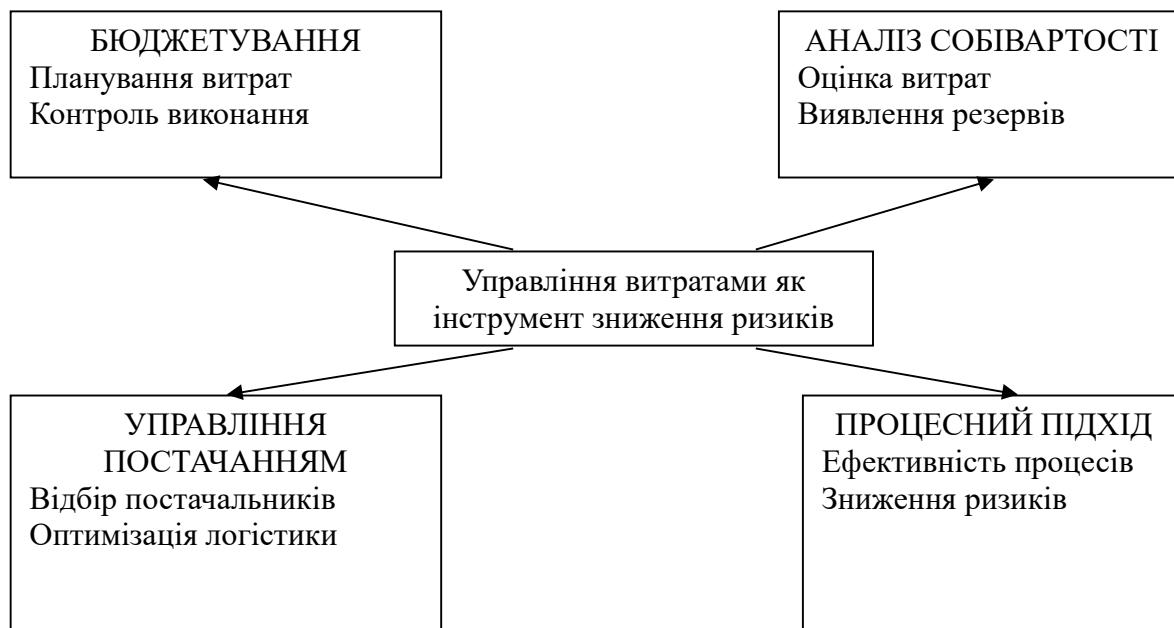 БЮДЖЕТУВАННЯ
Планування витрат
Контроль виконання
АНАЛІЗ СОБІВАРТОСТІ
Оцінка витрат
Виявлення резервів
Управління витратами як
інструмент зниження ризиків
УПРАВЛІННЯ
ПОСТАЧАННЯМ
Відбір постачальників
Оптимізація логістики
ПРОЦЕСНИЙ ПІДХІД
Ефективність процесів
Зниження ризиків